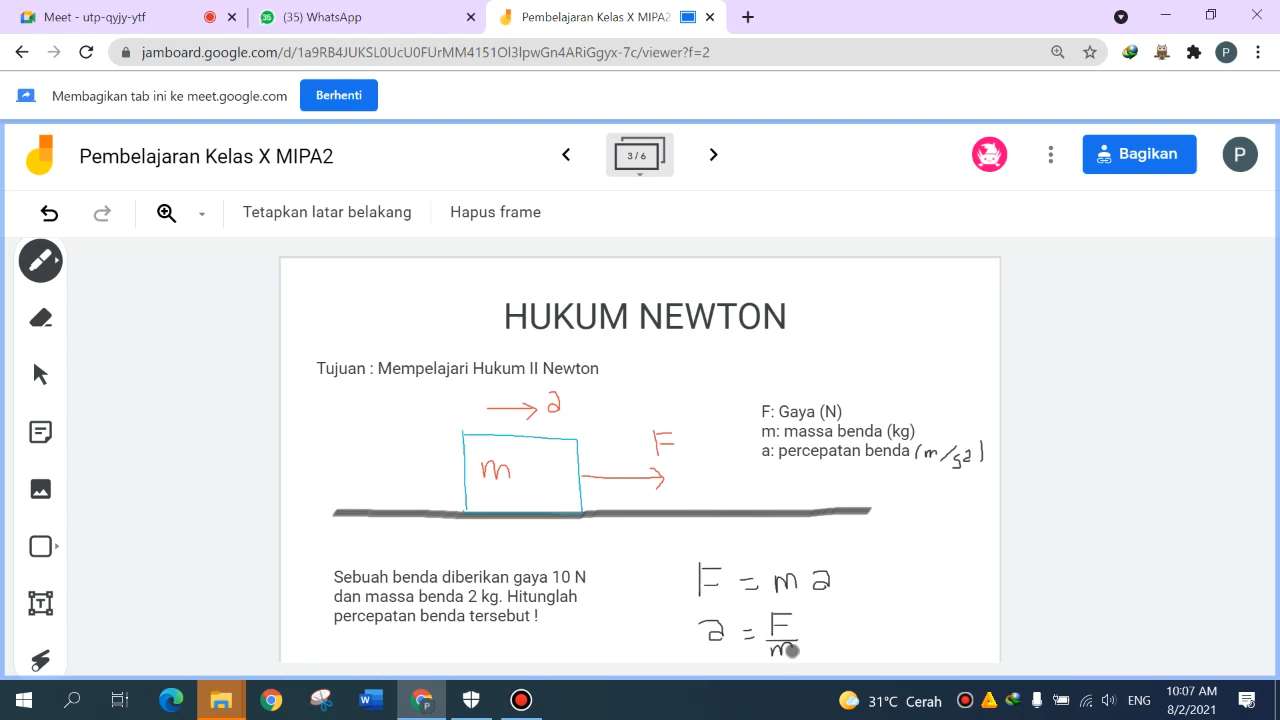 Meet - utp-qyjy-ytf
(35) WhatsApp
Pembelajaran Kelas X MIPA2
jamboard.google.com/d/1a9RB4JUKSL0UcU0FUrMM4151Ol3IpwGn4ARiGgyx-7c/viewer?f=2
P
Membagikan tab ini ke meet.google.com
Berhenti
Pembelajaran Kelas X MIPA2
3 / 6
Bagikan
P
Tetapkan latar belakang
Hapus frame
HUKUM NEWTON
Tujuan : Mempelajari Hukum II Newton
a
F
m
F: Gaya (N)
m: massa benda (kg)
a: percepatan benda (m/s2)
Sebuah benda diberikan gaya 10 N
dan massa benda 2 kg. Hitunglah
percepatan benda tersebut !
F = m a
a = F
m
31°C Cerah
ENG
10:07 AM
8/2/2021